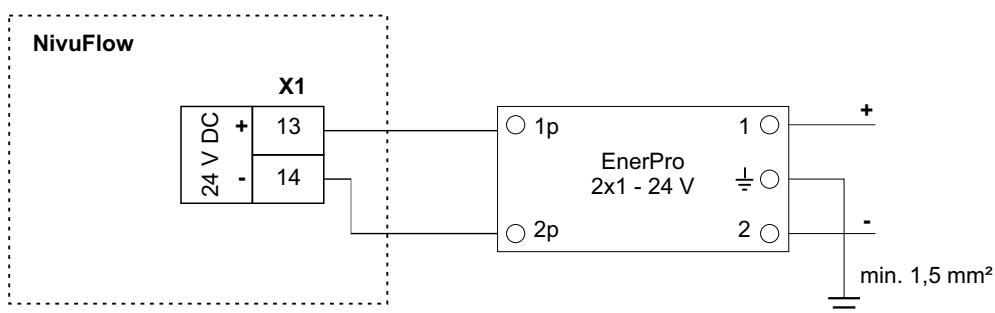 NivuFlow
X1
24 V DC
+
13
-
14
1p
2p
EnerPro
2x1 - 24 V
1
2
+
-
min. 1,5 mm²